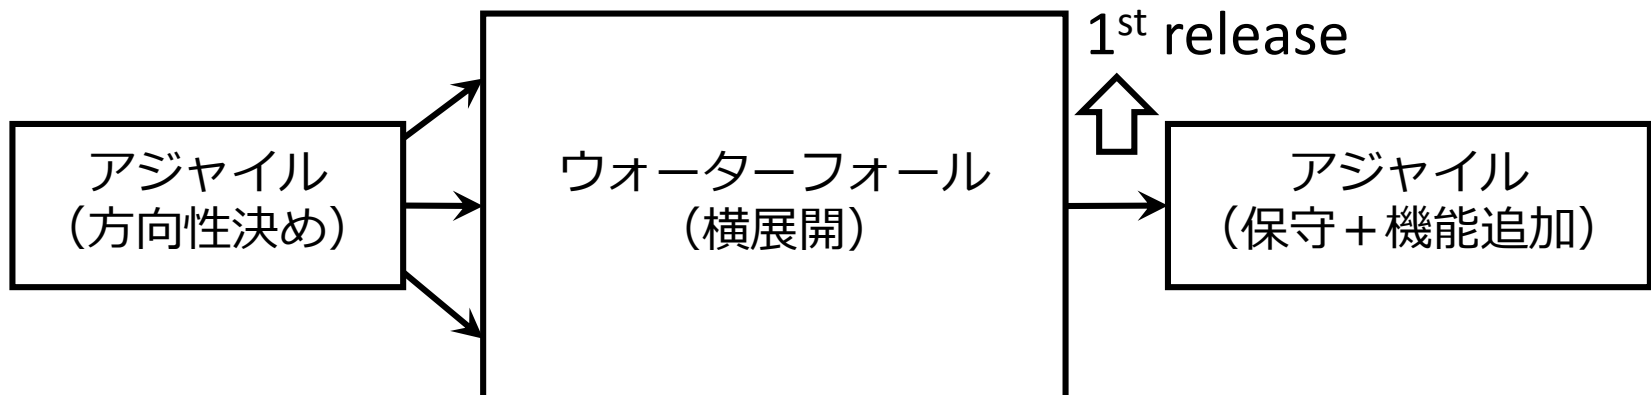 1st release
アジャイル
（方向性決め）
ウォーターフォール
（横展開）
アジャイル
（保守＋機能追加）